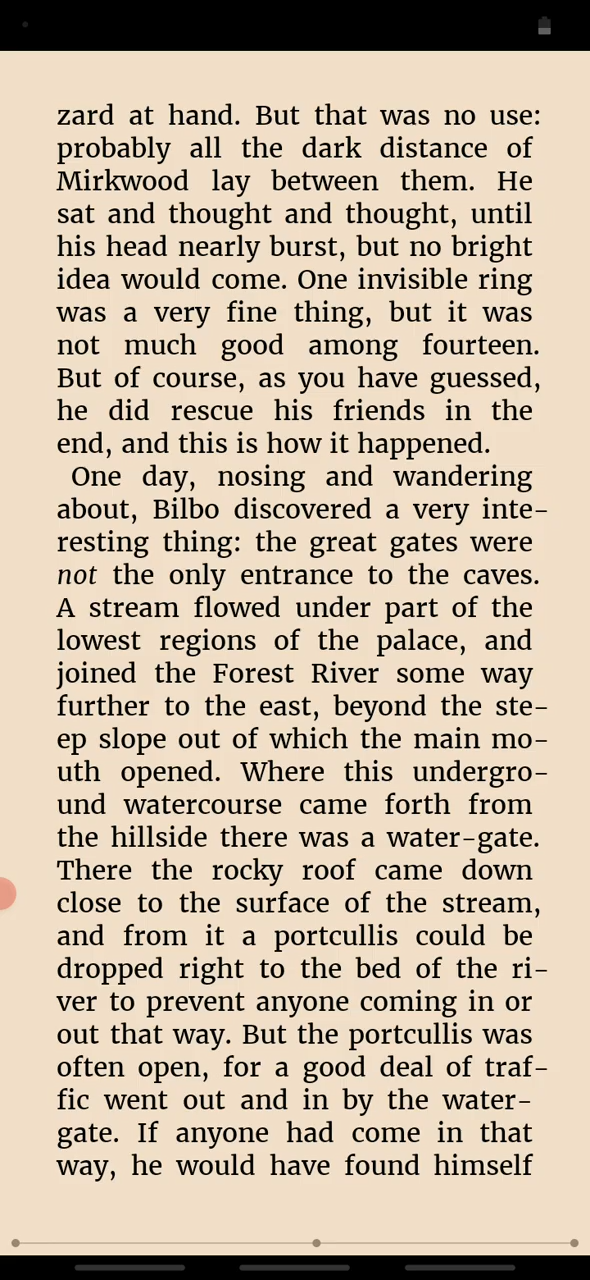 zard at hand. But that was no use:
probably all the dark distance of
Mirkwood lay between them. He
sat and thought and thought, until
his head nearly burst, but no bright
idea would come. One invisible ring
was a very fine thing, but it was
not much good among fourteen.
But of course, as you have guessed,
he did rescue his friends in the
end, and this is how it happened.
One day, nosing and wandering
about, Bilbo discovered a very inte-
resting thing: the great gates were
not the only entrance to the caves.
A stream flowed under part of the
lowest regions of the palace, and
joined the Forest River some way
further to the east, beyond the ste-
ep slope out of which the main mo-
uth opened. Where this undergro-
und watercourse came forth from
the hillside there was a water-gate.
There the rocky roof came down
close to the surface of the stream,
and from it a portcullis could be
dropped right to the bed of the ri-
ver to prevent anyone coming in or
out that way. But the portcullis was
often open, for a good deal of traf-
fic went out and in by the water-
gate. If anyone had come in that
way, he would have found himself